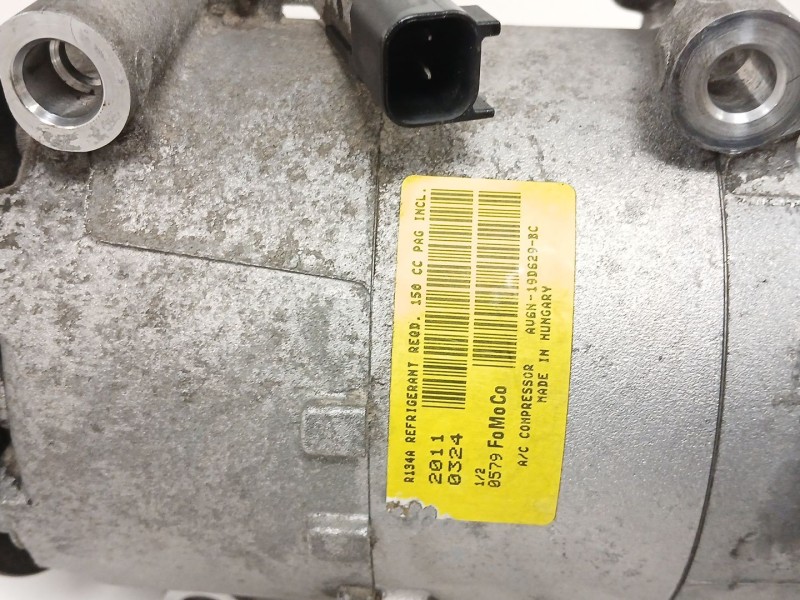 R134A REFRIGERANT REQD. 150 CC PAG INCL.
2011
0324
1/2
0579 FoMoCo
A/C COMPRESSOR AV6N-19D629-BC
MADE IN HUNGARY